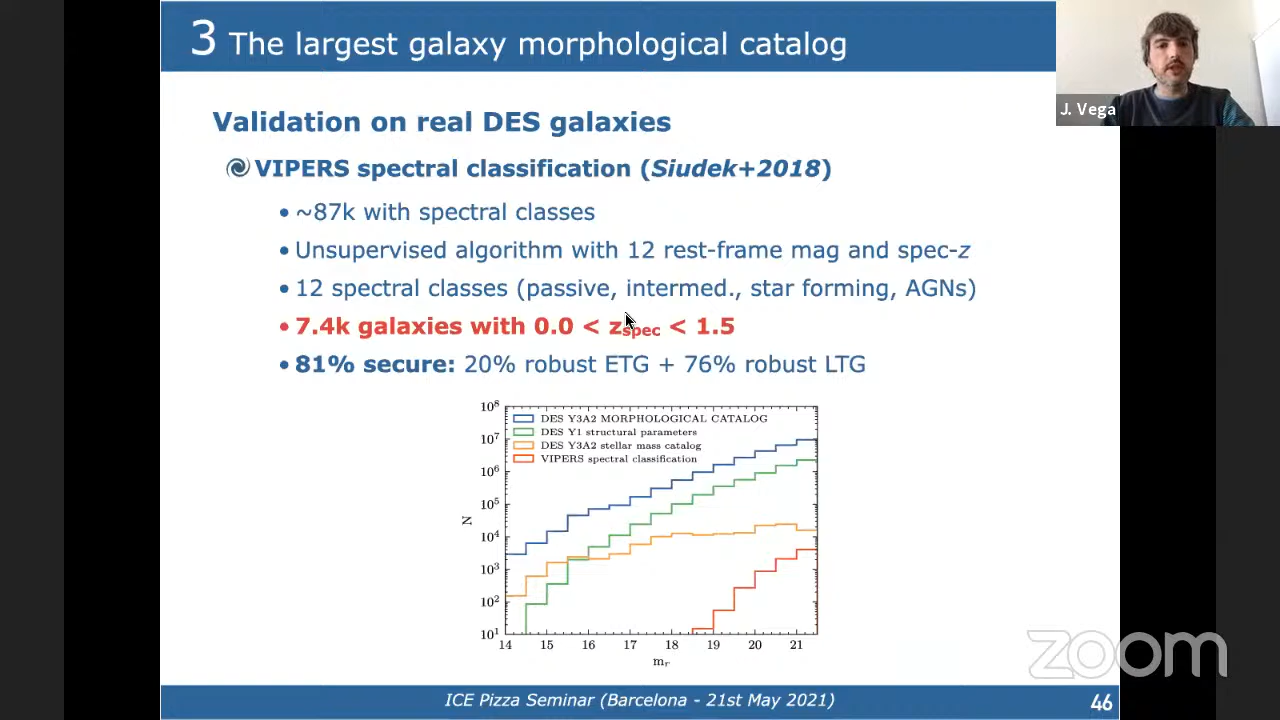 3 The largest galaxy morphological catalog
J. Vega
Validation on real DES galaxies
VIPERS spectral classification (Siudek+2018)
• ~87k with spectral classes
• Unsupervised algorithm with 12 rest-frame mag and spec-z
• 12 spectral classes (passive, intermed., star forming, AGNs)
• 7.4k galaxies with 0.0 < zspec < 1.5
• 81% secure: 20% robust ETG + 76% robust LTG
DES Y3A2 MORPHOLOGICAL CATALOG
DES Y1 structural parameters
DES Y3A2 stellar mass catalog
VIPERS spectral classification
10^8
10^7
10^6
10^5
10^4
10^3
10^2
10^1
N
14 15 16 17 18 19 20 21
m_r
zoom
ICE Pizza Seminar (Barcelona - 21st May 2021)
46